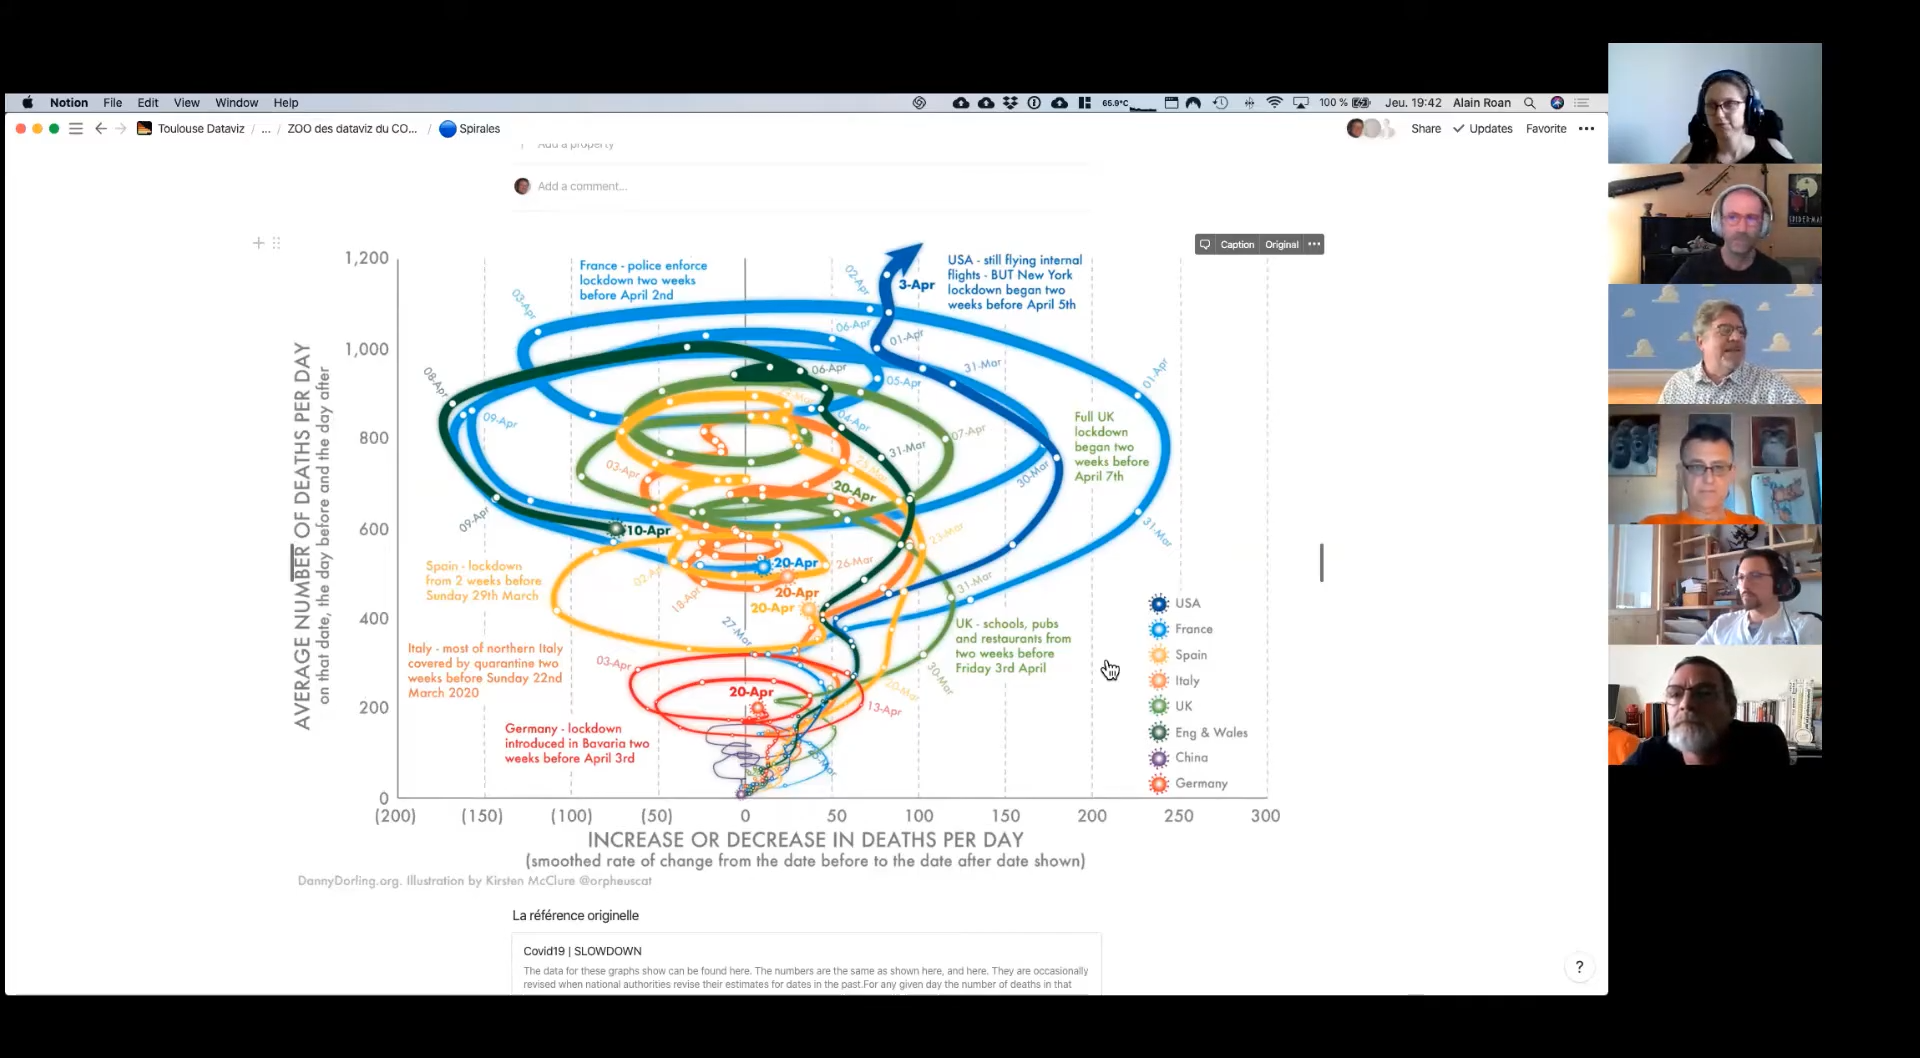 Notion File Edit View Window Help
65.9°C 100 % Jeu. 19:42 Alain Roan
Toulouse Dataviz / ... / ZOO des dataviz du CO... / Spirales
Share Updates Favorite
Add a property
Add a comment...
Caption Original
AVERAGE NUMBER OF DEATHS PER DAY
on that date, the day before and the day after
1,200
1,000
800
600
400
200
0
France - police enforce
lockdown two weeks
before April 2nd
USA - still flying internal
flights - BUT New York
lockdown began two
weeks before April 5th
Full UK
lockdown
began two
weeks before
April 7th
Spain - lockdown
from 2 weeks before
Sunday 29th March
Italy - most of northern Italy
covered by quarantine two
weeks before Sunday 22nd
March 2020
UK - schools, pubs
and restaurants from
two weeks before
Friday 3rd April
Germany - lockdown
introduced in Bavaria two
weeks before April 3rd
02-Apr
3-Apr
03-Apr
06-Apr
01-Apr
31-Mar
08-Apr
06-Apr
05-Apr
01-Apr
09-Apr
04-Apr
07-Apr
31-Mar
03-Apr
30-Mar
20-Apr
09-Apr
10-Apr
23-Mar
31-Mar
20-Apr
26-Mar
02-Apr
20-Apr
18-Apr
20-Apr
31-Mar
27-Mar
03-Apr
30-Mar
20-Apr
20-Mar
13-Apr
USA
France
Spain
Italy
UK
Eng & Wales
China
Germany
(200) (150) (100) (50) 0 50 100 150 200 250 300
INCREASE OR DECREASE IN DEATHS PER DAY
(smoothed rate of change from the date before to the date after date shown)
DannyDorling.org. Illustration by Kirsten McClure @orpheuscat
La référence originelle
Covid19 | SLOWDOWN
The data for these graphs show can be found here. The numbers are the same as shown here, and here. They are occasionally
revised when national authorities revise their estimates for dates in the past.For any given day the number of deaths in that
?